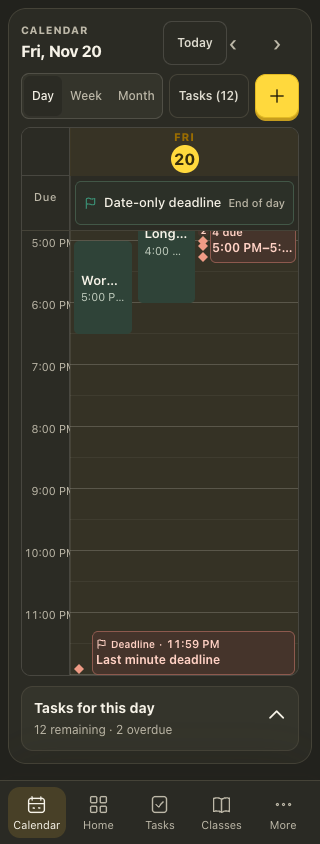 CALENDAR
Fri, Nov 20
Today
Day Week Month
Tasks (12)
FRI
20
Due
Date-only deadline End of day
5:00 PM
Long...
4:00 ...
4 due
5:00 PM–5:...
Wor...
5:00 P...
6:00 PM
7:00 PM
8:00 PM
9:00 PM
10:00 PM
11:00 PM
Deadline · 11:59 PM
Last minute deadline
Tasks for this day
12 remaining · 2 overdue
Calendar Home Tasks Classes More